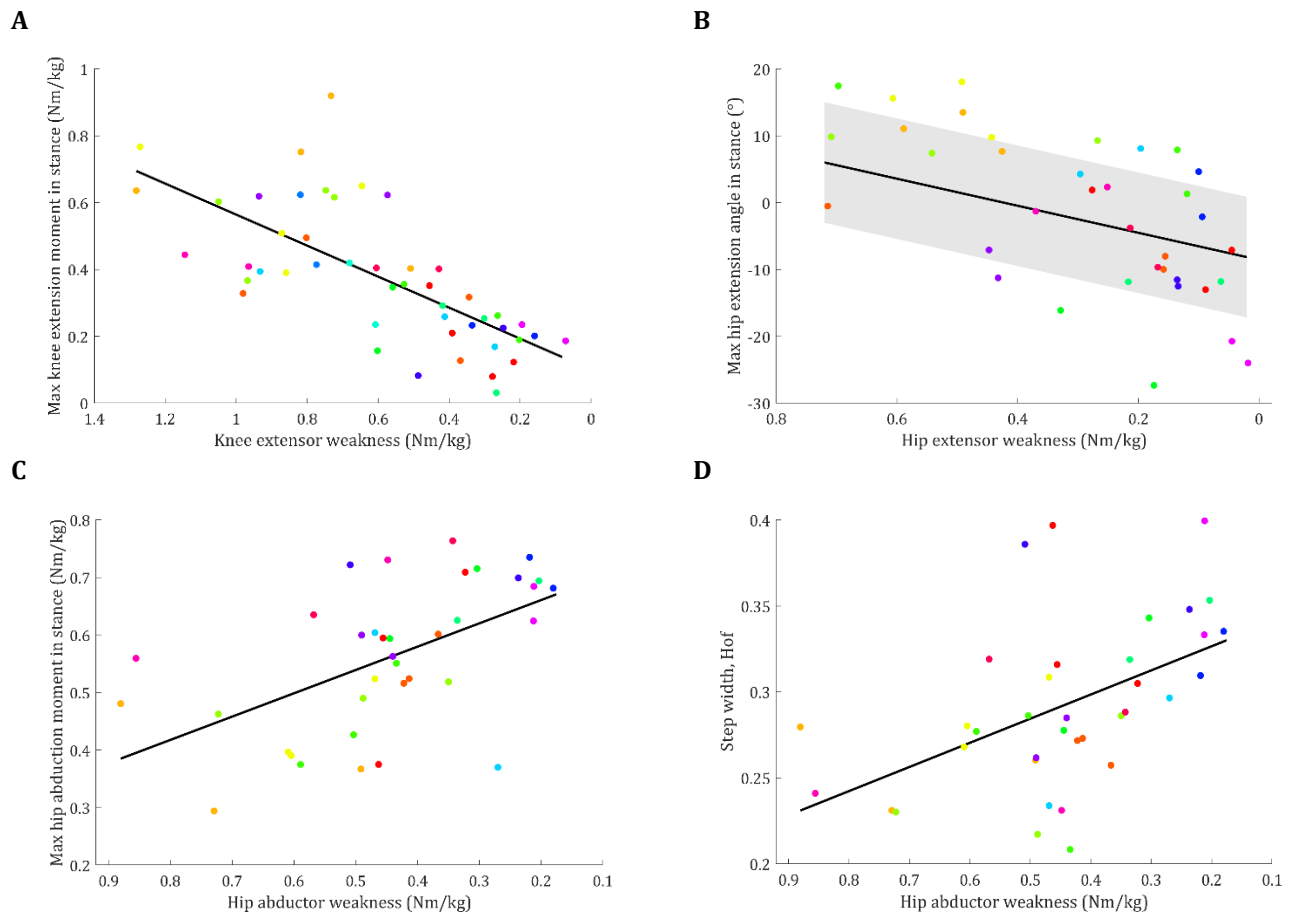 A
Max knee extension moment in stance (Nm/kg)
1
0.8
0.6
0.4
0.2
0
1.4 1.2 1 0.8 0.6 0.4 0.2 0
Knee extensor weakness (Nm/kg)
B
Max hip extension angle in stance (°)
20
10
0
-10
-20
-30
0.8 0.6 0.4 0.2 0
Hip extensor weakness (Nm/kg)
C
Max hip abduction moment in stance (Nm/kg)
0.8
0.7
0.6
0.5
0.4
0.3
0.2
0.9 0.8 0.7 0.6 0.5 0.4 0.3 0.2 0.1
Hip abductor weakness (Nm/kg)
D
Step width, Hof
0.4
0.35
0.3
0.25
0.2
0.9 0.8 0.7 0.6 0.5 0.4 0.3 0.2 0.1
Hip abductor weakness (Nm/kg)